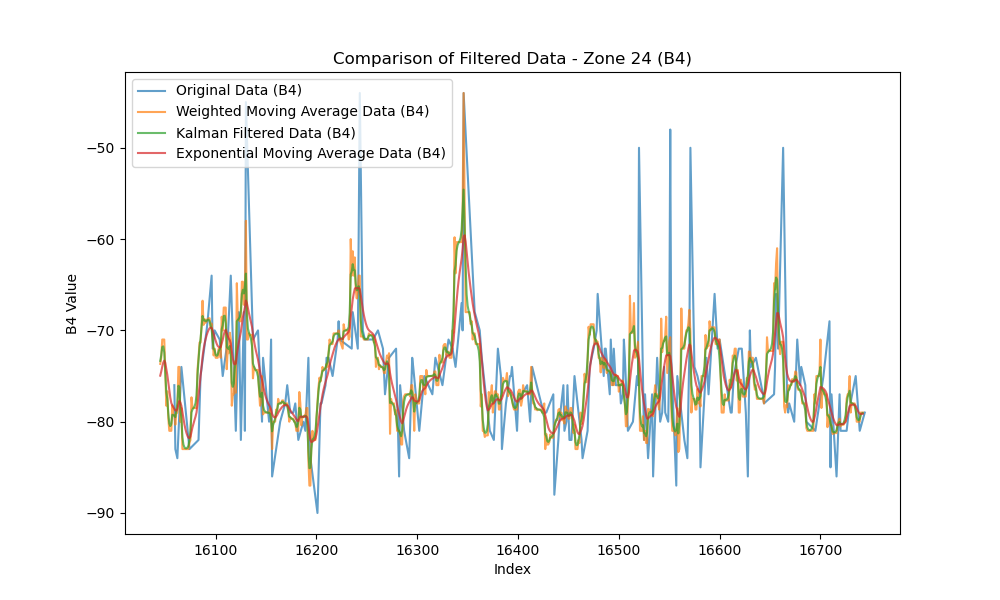 Comparison of Filtered Data - Zone 24 (B4)
Original Data (B4)
Weighted Moving Average Data (B4)
Kalman Filtered Data (B4)
Exponential Moving Average Data (B4)
B4 Value
−50
−60
−70
−80
−90
16100 16200 16300 16400 16500 16600 16700
Index